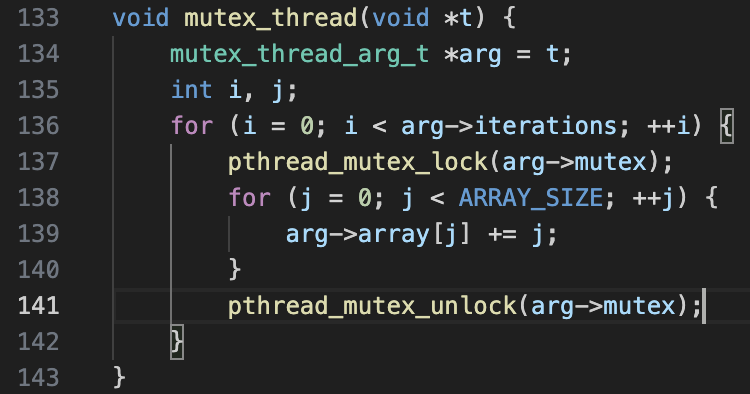 133 void mutex_thread(void *t) {
134     mutex_thread_arg_t *arg = t;
135     int i, j;
136     for (i = 0; i < arg->iterations; ++i) {
137         pthread_mutex_lock(arg->mutex);
138         for (j = 0; j < ARRAY_SIZE; ++j) {
139             arg->array[j] += j;
140         }
141         pthread_mutex_unlock(arg->mutex);
142     }
143 }